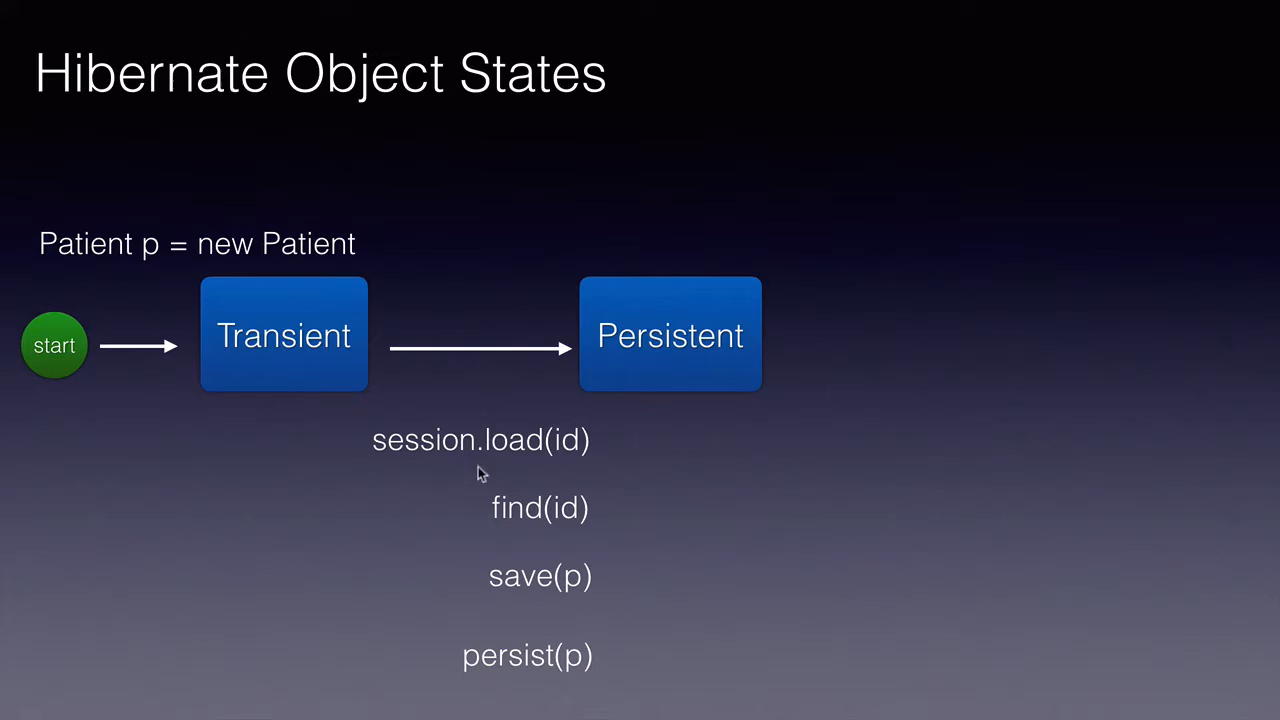 Hibernate Object States
Patient p = new Patient
start
Transient
Persistent
session.load(id)
find(id)
save(p)
persist(p)